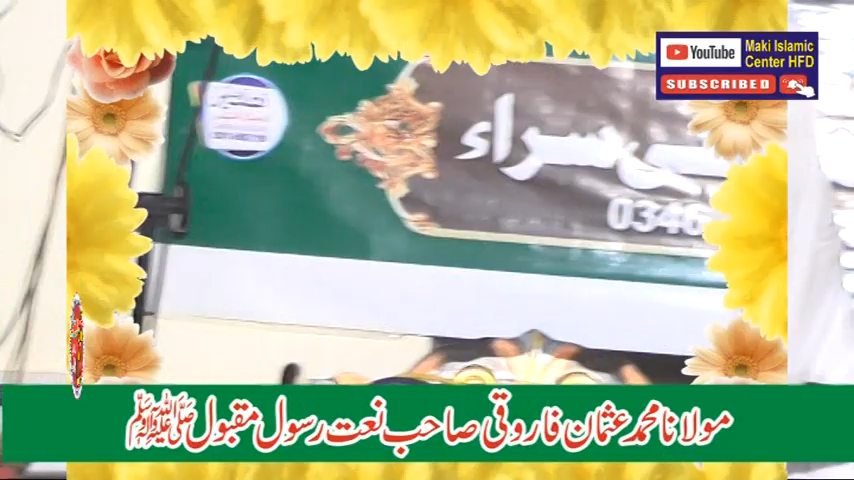 YouTube
Maki Islamic
Center HFD
SUBSCRIBED
سراء
0346
مولانا محمد عثمان فاروقی صاحب نعت رسول مقبول ﷺ